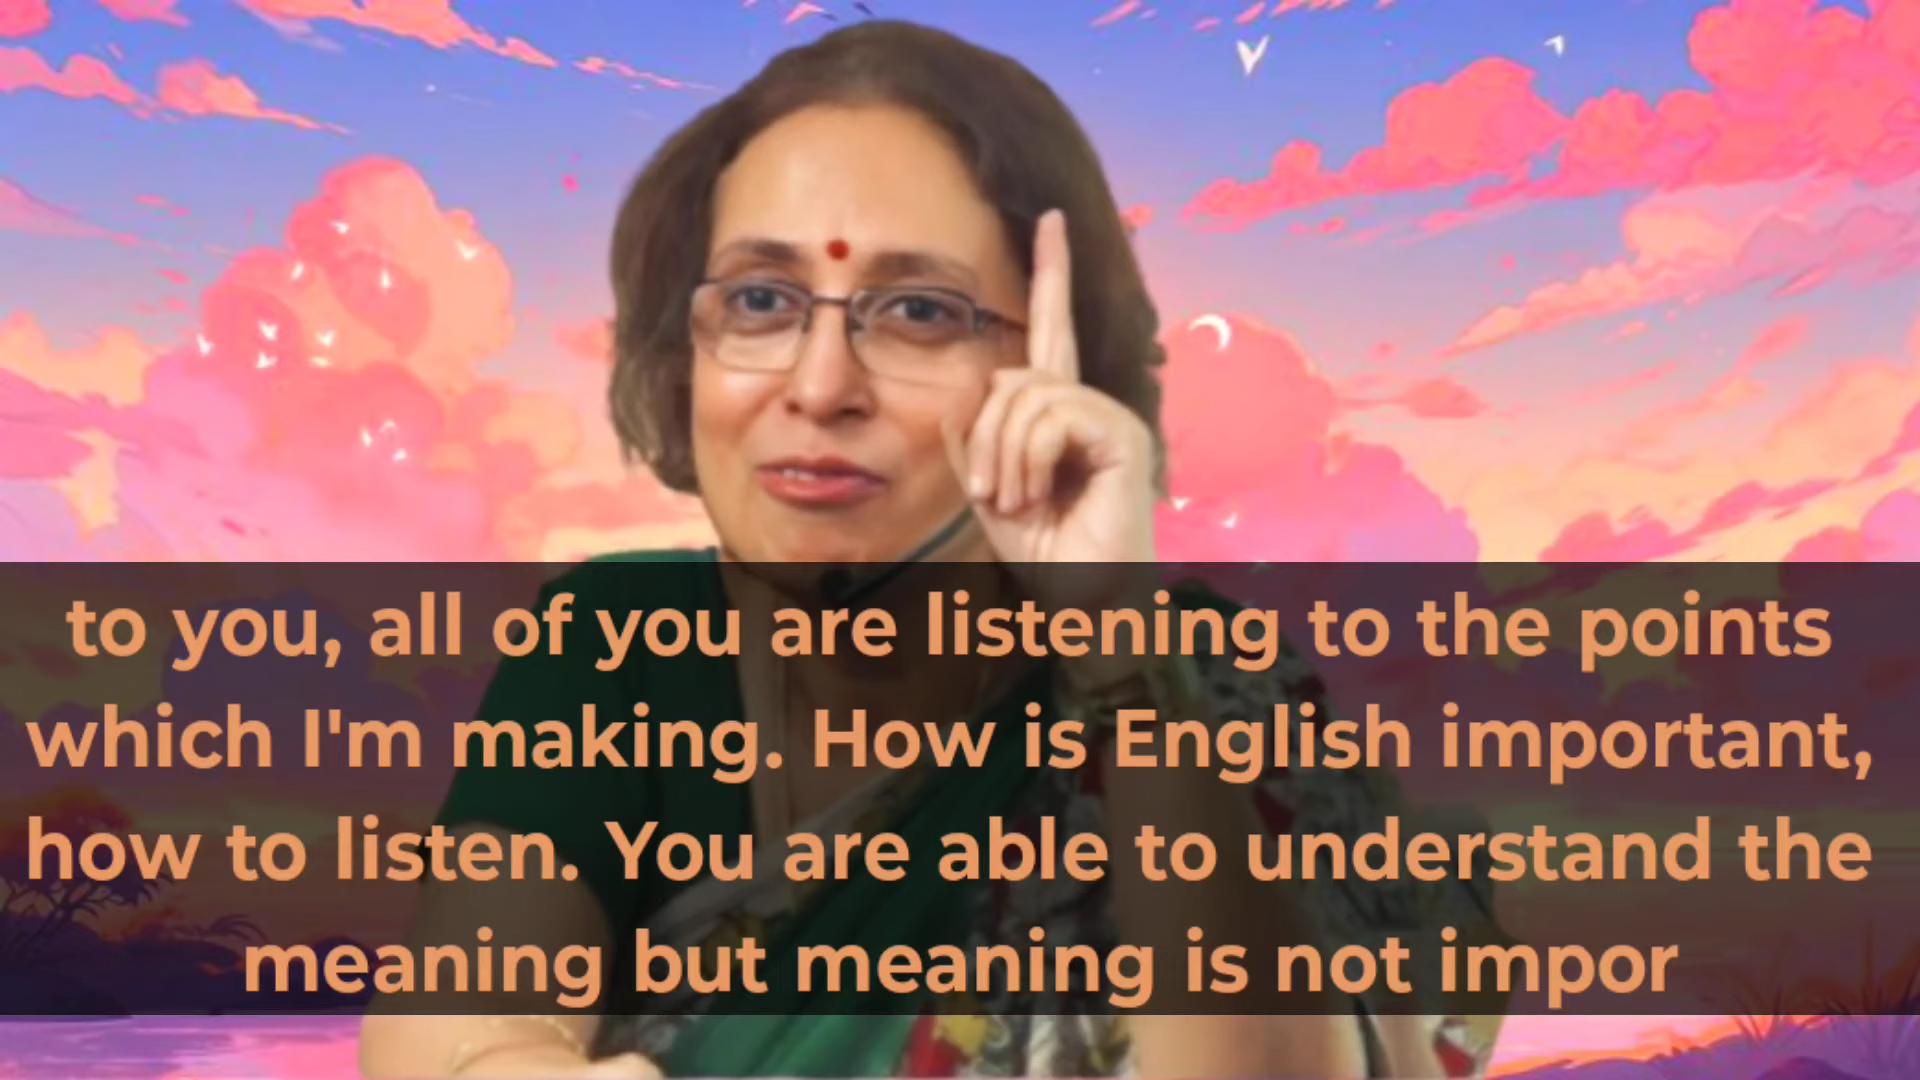 to you, all of you are listening to the points
which I'm making. How is English important,
how to listen. You are able to understand the
meaning but meaning is not impor